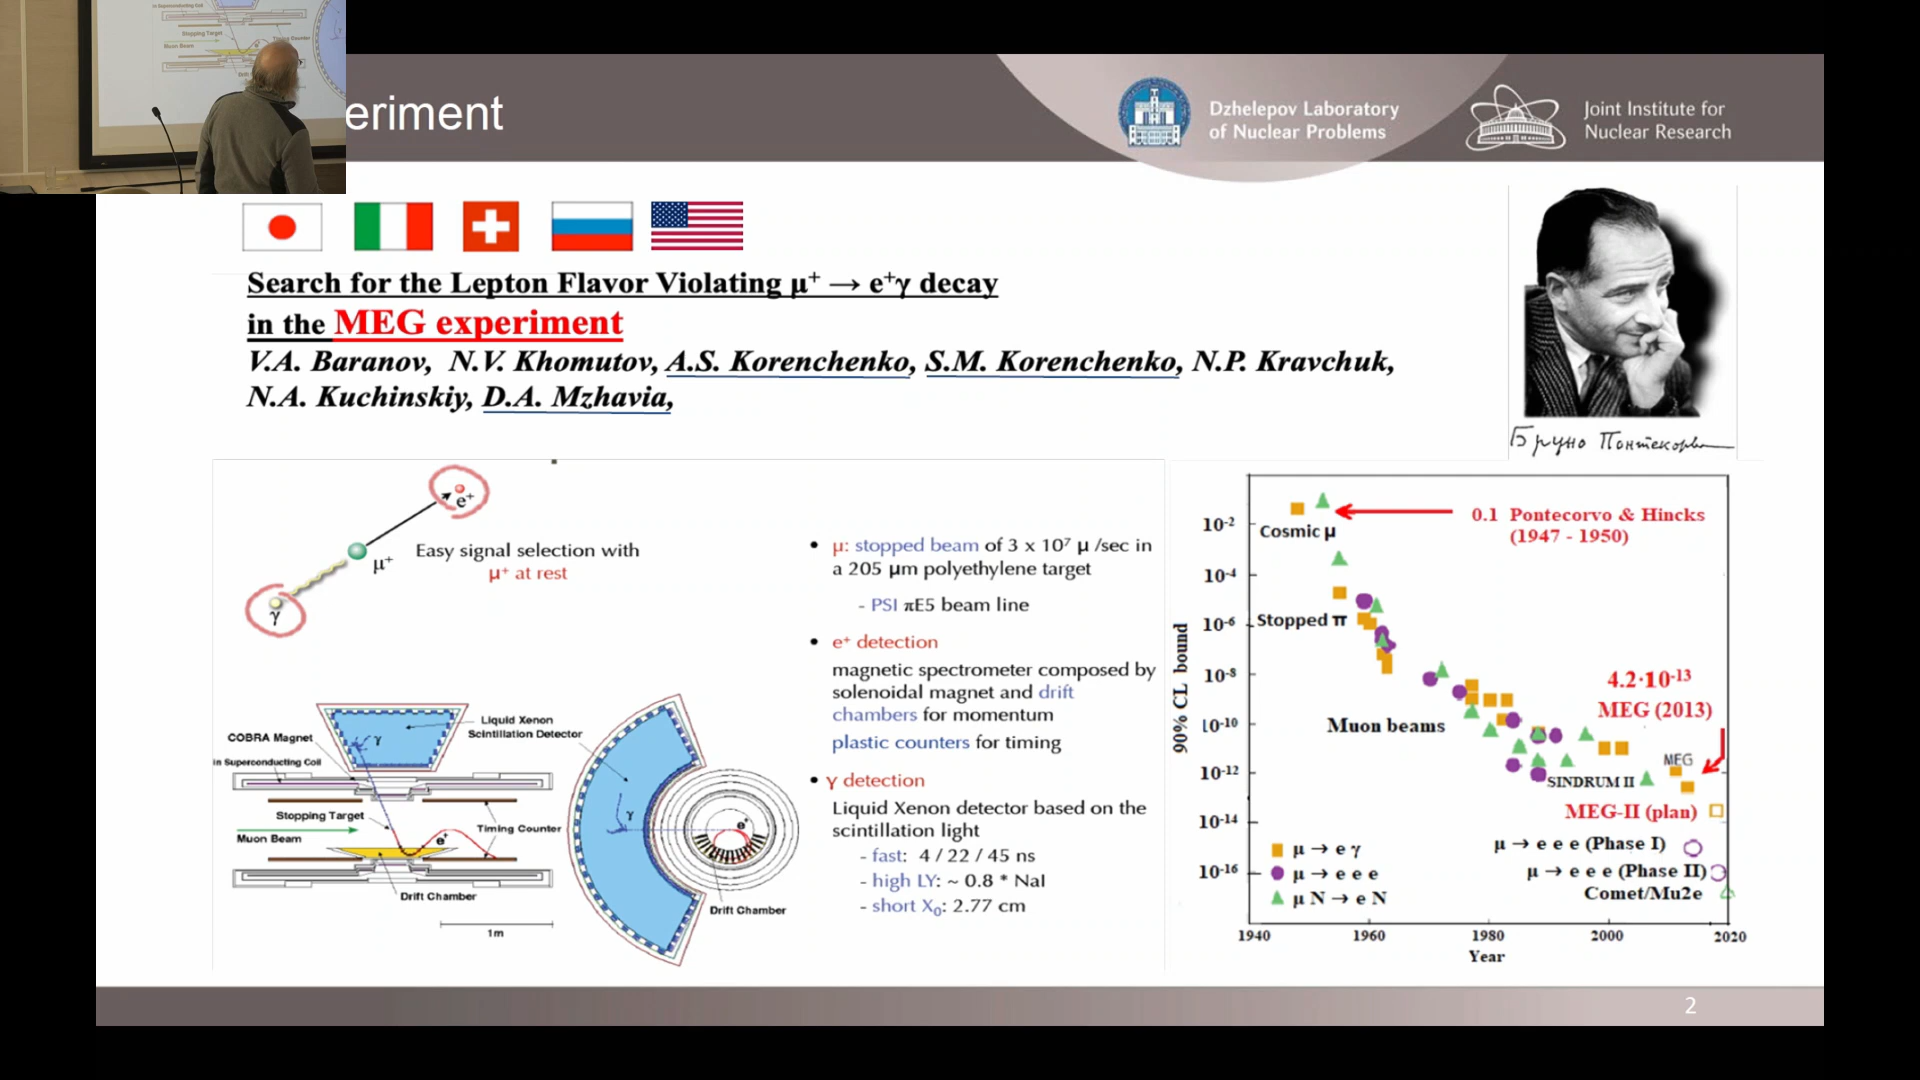 eriment
Dzhelepov Laboratory
of Nuclear Problems
Joint Institute for
Nuclear Research
Search for the Lepton Flavor Violating μ⁺ → e⁺γ decay
in the MEG experiment
V.A. Baranov, N.V. Khomutov, A.S. Korenchenko, S.M. Korenchenko, N.P. Kravchuk,
N.A. Kuchinskiy, D.A. Mzhavia,
Бруно Понтекорво
e⁺
μ⁺
γ
Easy signal selection with
μ⁺ at rest
COBRA Magnet
in Superconducting Coil
Liquid Xenon
Scintillation Detector
γ
Stopping Target
Muon Beam
Timing Counter
e⁺
Drift Chamber
1m
γ
e⁺
Drift Chamber
• μ: stopped beam of 3 x 10⁷ μ /sec in
a 205 μm polyethylene target
- PSI πE5 beam line
• e⁺ detection
magnetic spectrometer composed by
solenoidal magnet and drift
chambers for momentum
plastic counters for timing
• γ detection
Liquid Xenon detector based on the
scintillation light
- fast: 4 / 22 / 45 ns
- high LY: ~ 0.8 * NaI
- short X₀: 2.77 cm
90% CL bound
10⁻²
10⁻⁴
10⁻⁶
10⁻⁸
10⁻¹⁰
10⁻¹²
10⁻¹⁴
10⁻¹⁶
Cosmic μ
0.1 Pontecorvo & Hincks
(1947 - 1950)
Stopped π
4.2·10⁻¹³
MEG (2013)
Muon beams
MEG
SINDRUM II
MEG-II (plan)
μ → e γ
μ → e e e
μ N → e N
μ → e e e (Phase I)
μ → e e e (Phase II)
Comet/Mu2e
1940
1960
1980
2000
2020
Year
2
in Superconducting Coil
Stopping Target
Muon Beam